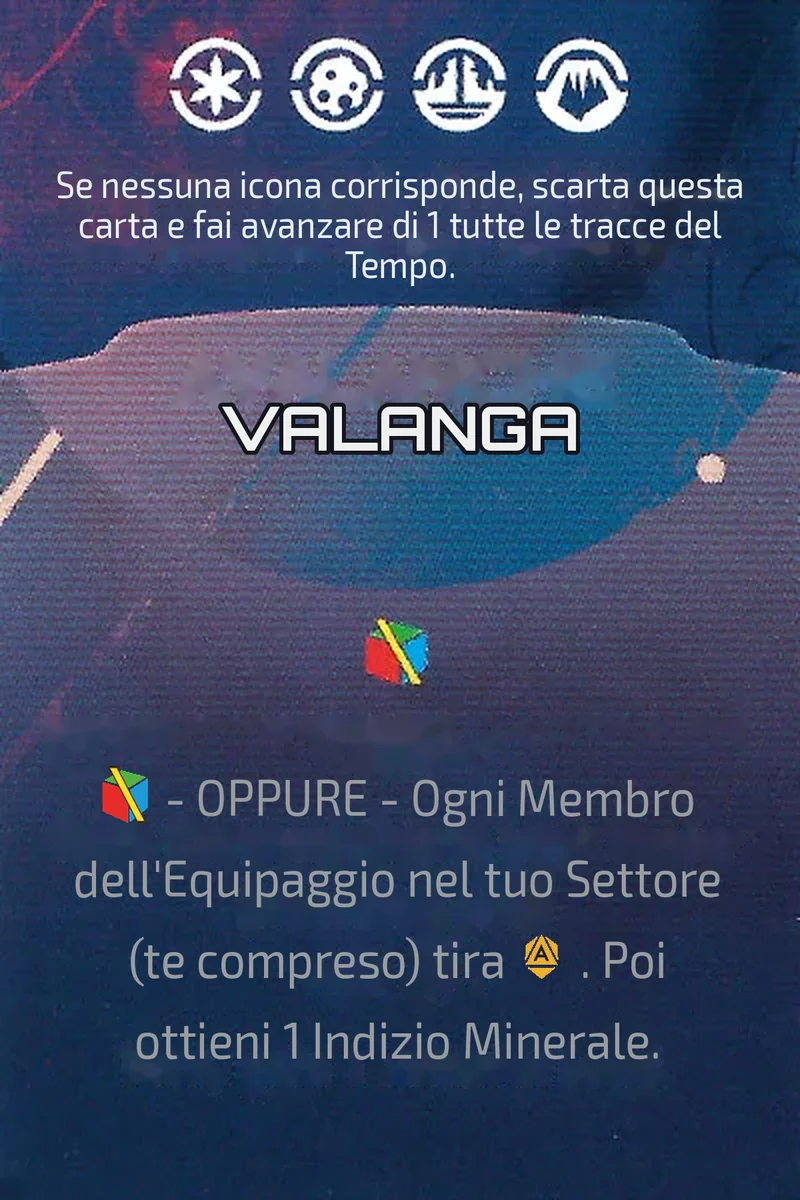 Se nessuna icona corrisponde, scarta questa
carta e fai avanzare di 1 tutte le tracce del
Tempo.
VALANGA
- OPPURE - Ogni Membro
dell'Equipaggio nel tuo Settore
(te compreso) tira A . Poi
ottieni 1 Indizio Minerale.